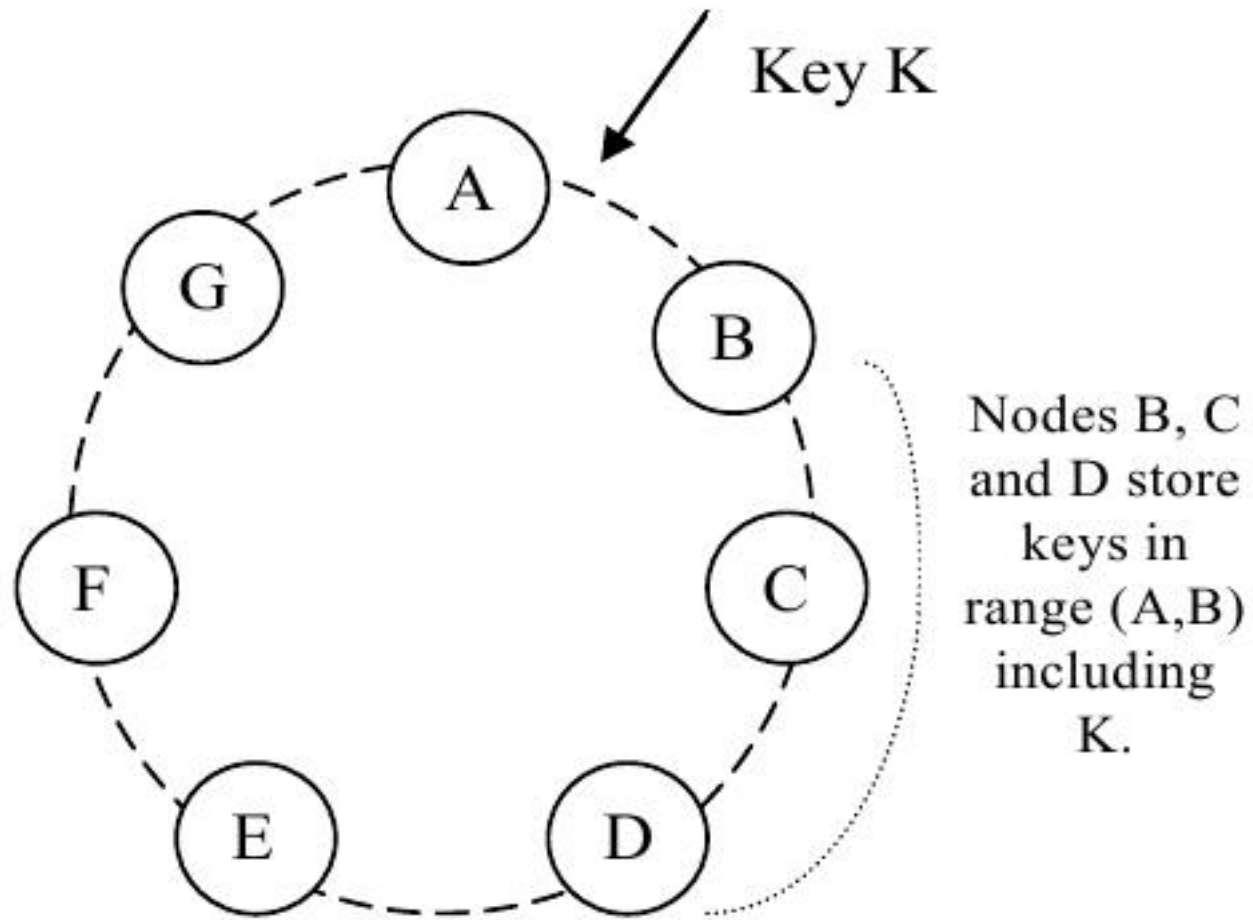 Key K
A
G
B
Nodes B, C
and D store
keys in
range (A,B)
including
K.
F
C
E
D